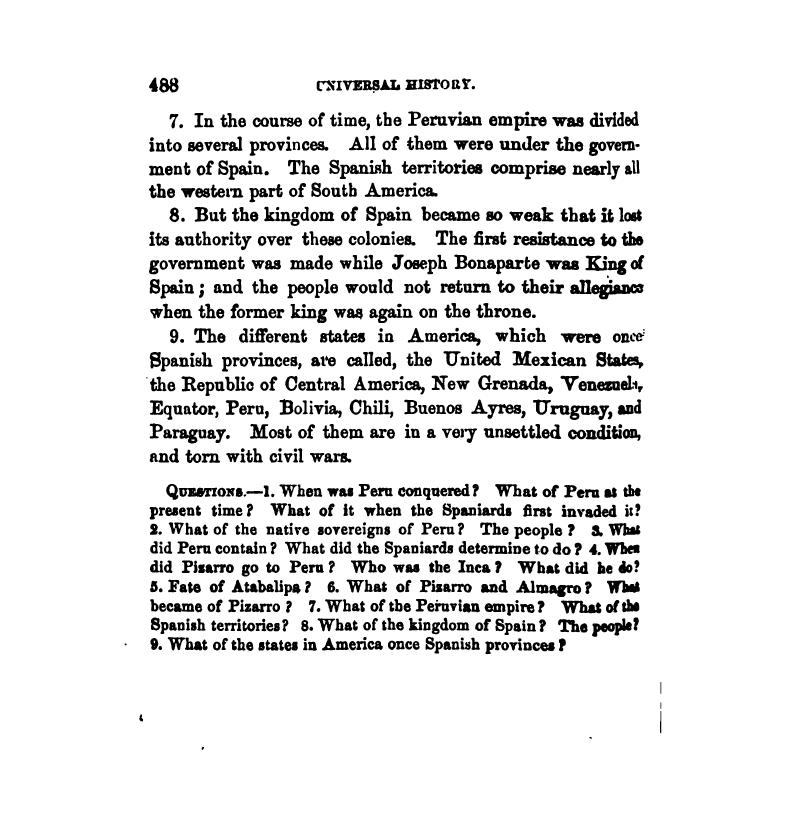 488 UNIVERSAL HISTORY.
7. In the course of time, the Peruvian empire was divided
into several provinces. All of them were under the govern-
ment of Spain. The Spanish territories comprise nearly all
the western part of South America.
8. But the kingdom of Spain became so weak that it lost
its authority over these colonies. The first resistance to the
government was made while Joseph Bonaparte was King of
Spain; and the people would not return to their allegiance
when the former king was again on the throne.
9. The different states in America, which were once
Spanish provinces, are called, the United Mexican States,
the Republic of Central America, New Grenada, Venezuela,
Equator, Peru, Bolivia, Chili, Buenos Ayres, Uruguay, and
Paraguay. Most of them are in a very unsettled condition,
and torn with civil wars.
QUESTIONS.—1. When was Peru conquered? What of Peru at the
present time? What of it when the Spaniards first invaded it?
2. What of the native sovereigns of Peru? The people? 3. What
did Peru contain? What did the Spaniards determine to do? 4. When
did Pizarro go to Peru? Who was the Inca? What did he do?
5. Fate of Atabalipa? 6. What of Pizarro and Almagro? What
became of Pizarro? 7. What of the Peruvian empire? What of the
Spanish territories? 8. What of the kingdom of Spain? The people?
9. What of the states in America once Spanish provinces?